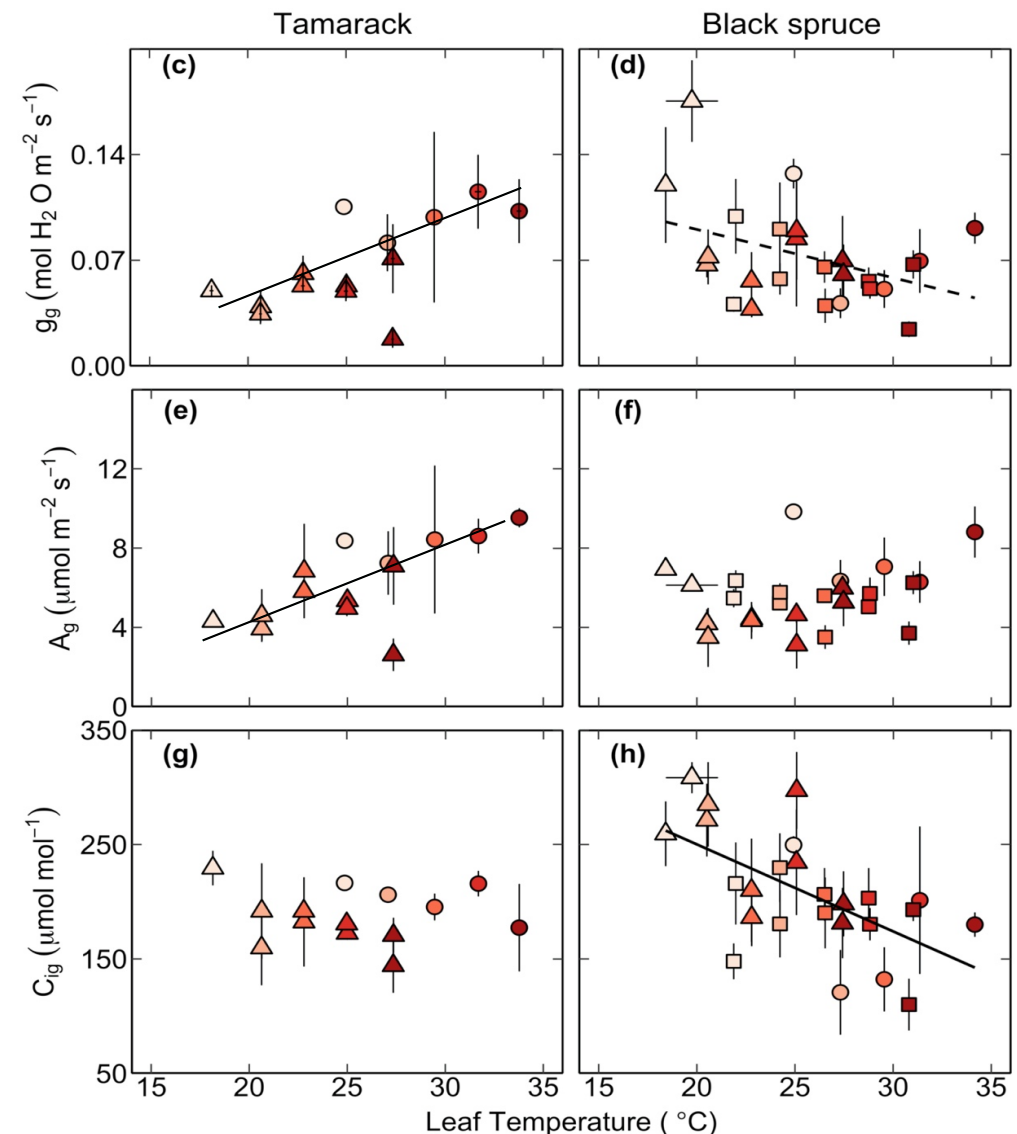 Tamarack Black spruce
(c) (d)
g_g (mol H₂ O m⁻² s⁻¹)
0.14
0.07
0.00
(e) (f)
A_g (μmol m⁻² s⁻¹)
12
8
4
0
(g) (h)
C_ig (μmol mol⁻¹)
350
250
150
50
15 20 25 30 35 15 20 25 30 35
Leaf Temperature ( °C)